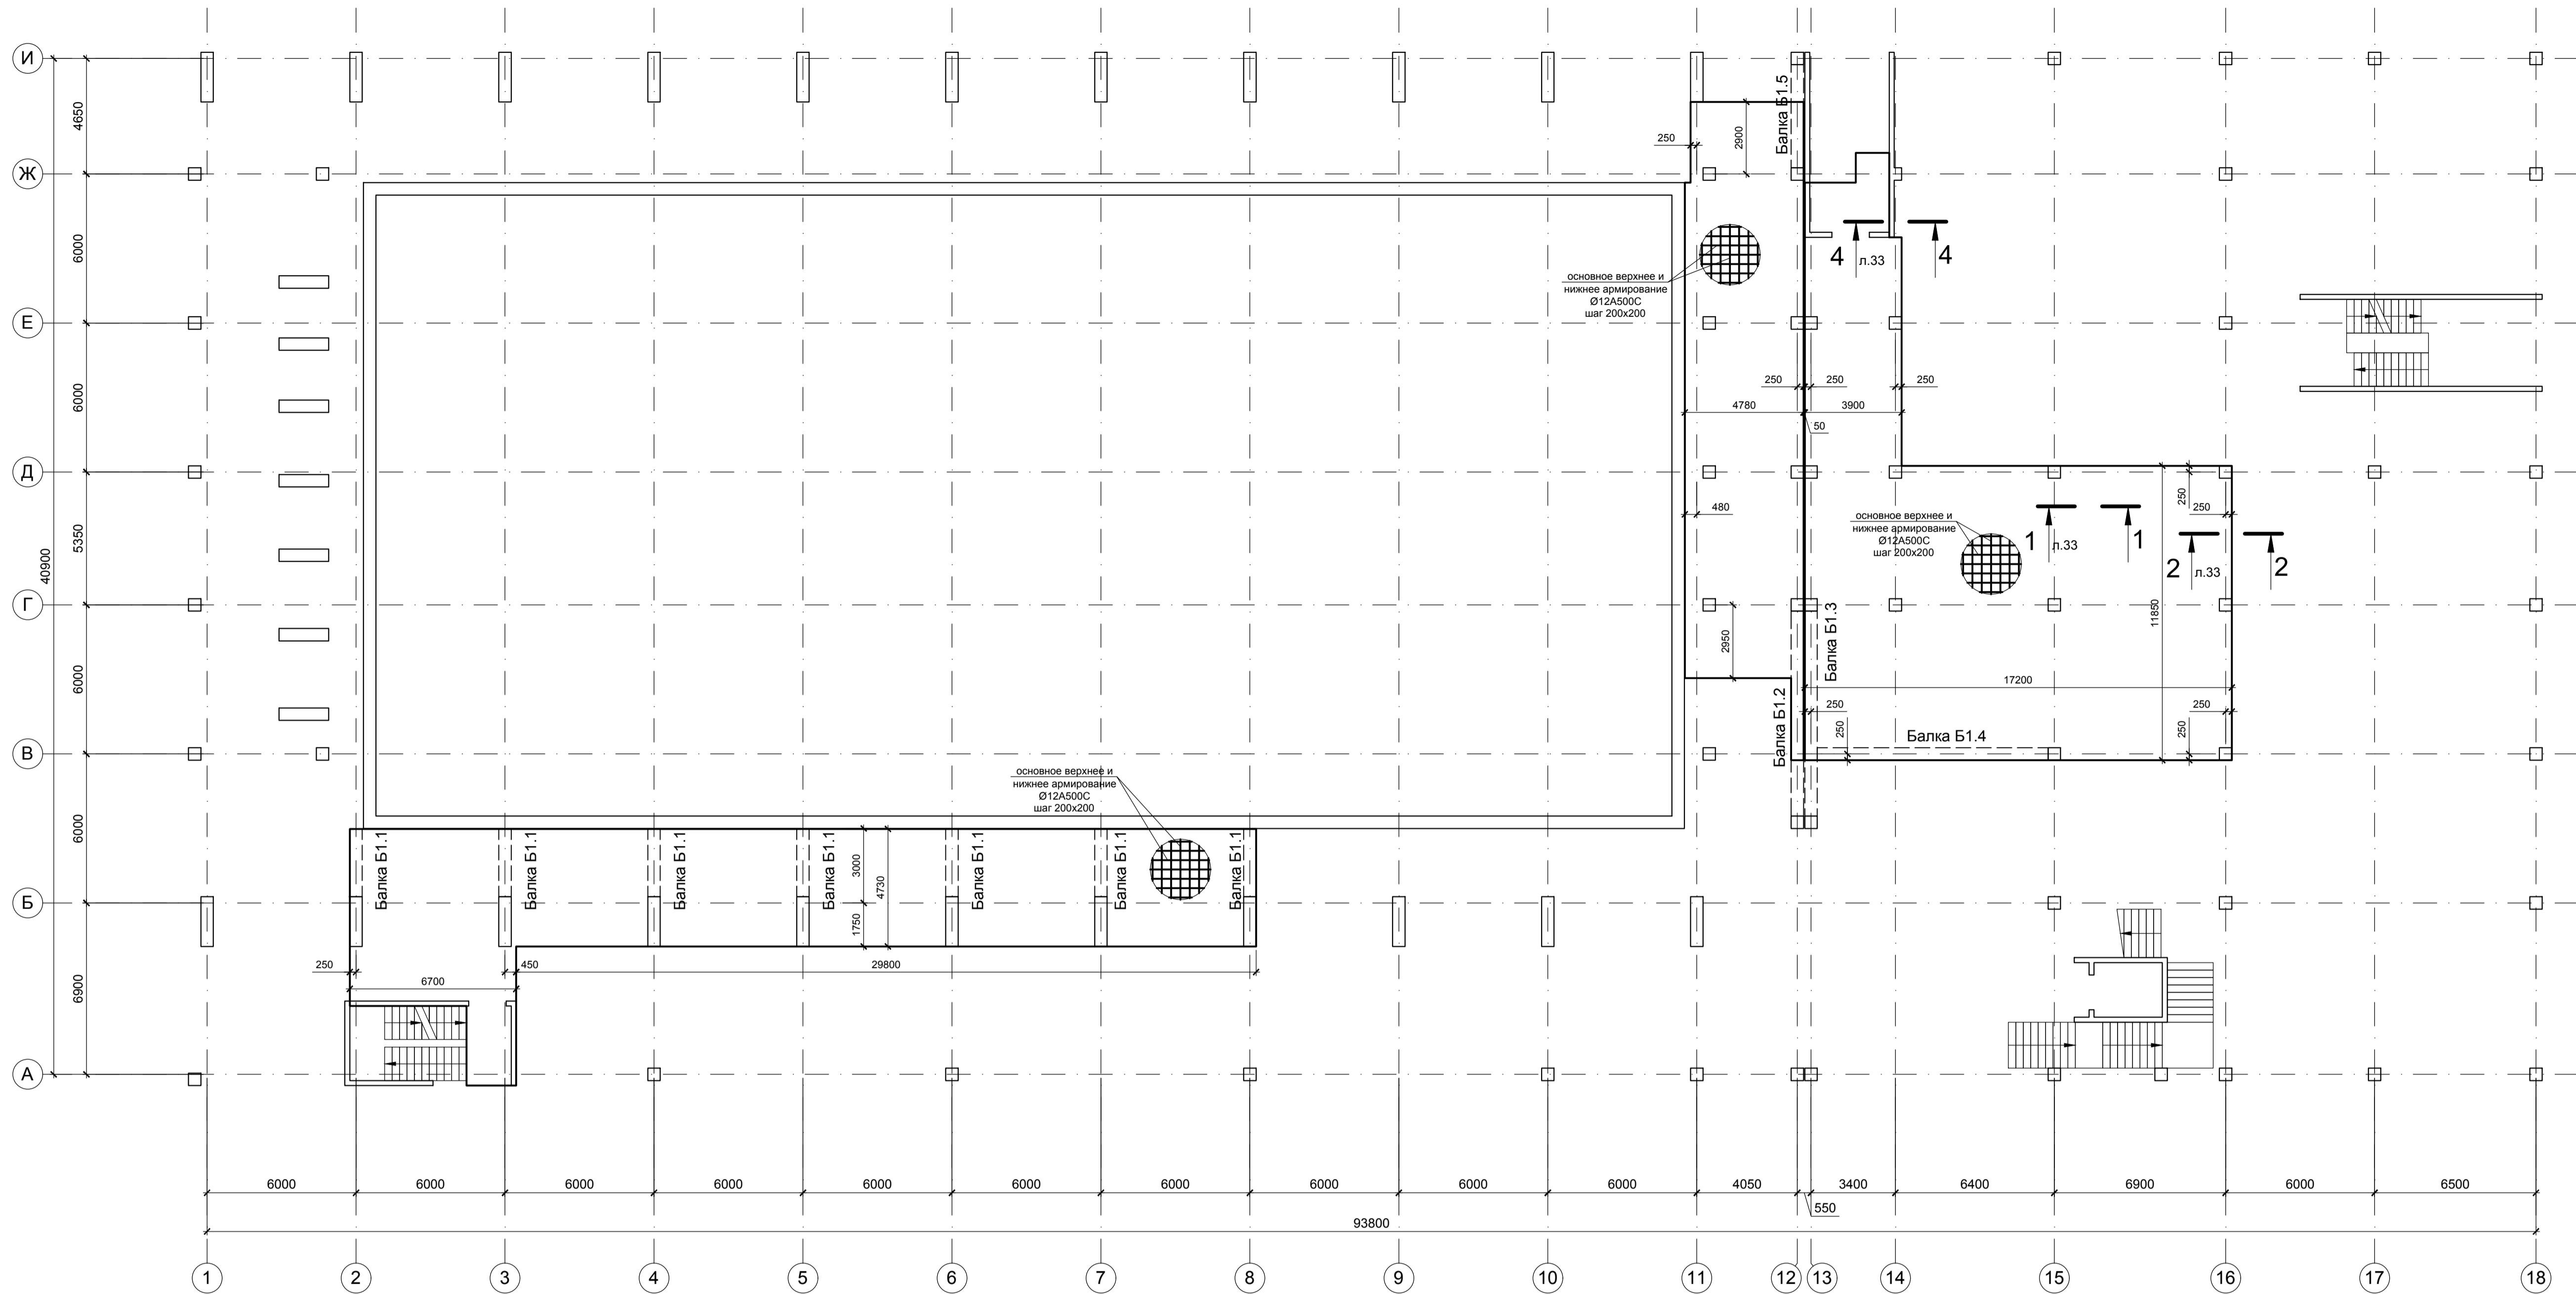 И
4650
Балка Б1.5
2900
250
Ж
6000
4
л.33
4
основное верхнее и
нижнее армирование
Ø12А500С
шаг 200х200
Е
6000
250
250
250
4780
3900
50
Д
40900
5350
480
250
250
основное верхнее и
нижнее армирование
Ø12А500С
шаг 200х200
1
л.33
1
2
л.33
2
Г
11850
2950
Балка Б1.3
6000
17200
Балка Б1.2
250
250
250
250
Балка Б1.4
В
основное верхнее и
нижнее армирование
Ø12А500С
шаг 200х200
6000
Балка Б1.1
Балка Б1.1
Балка Б1.1
Балка Б1.1
3000
4730
Балка Б1.1
Балка Б1.1
Балка Б1.1
Б
1750
250
450
29800
6700
6900
А
6000
6000
6000
6000
6000
6000
6000
6000
6000
6000
4050
3400
6400
6900
6000
6500
550
93800
1
2
3
4
5
6
7
8
9
10
11
12
13
14
15
16
17
18